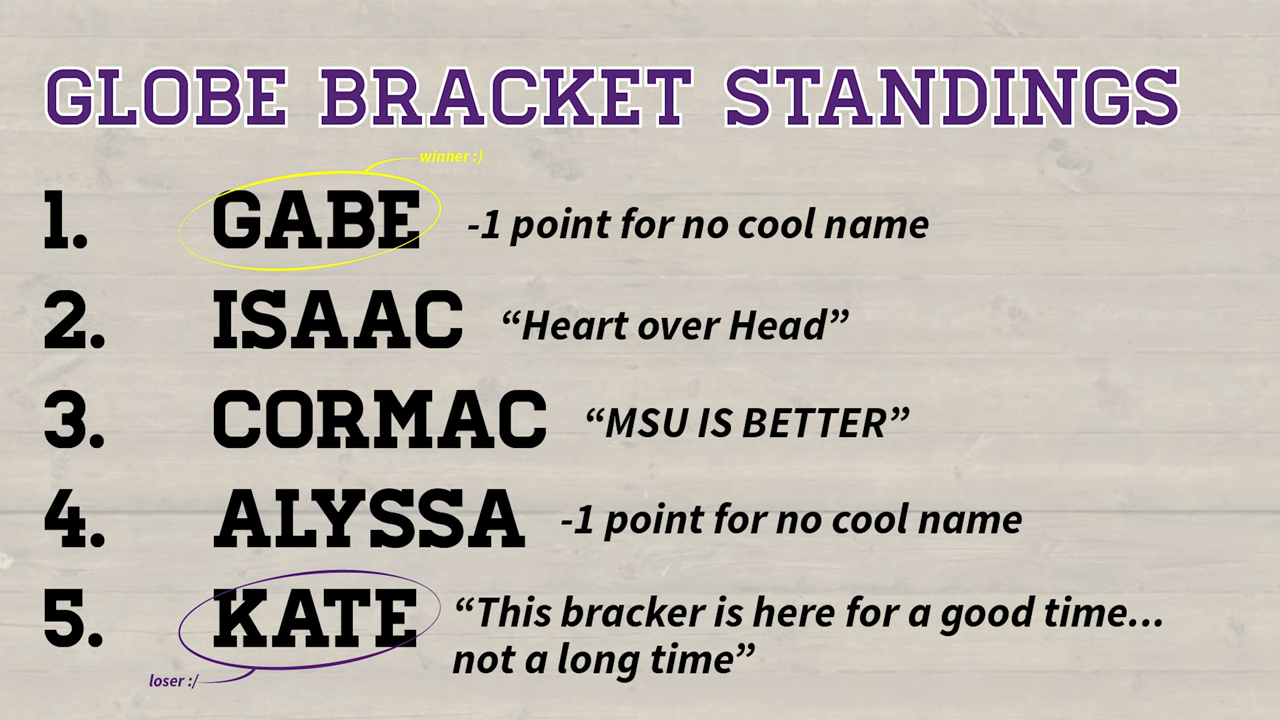 GLOBE BRACKET STANDINGS
winner :)
1. GABE -1 point for no cool name
2. ISAAC “Heart over Head”
3. CORMAC “MSU IS BETTER”
4. ALYSSA -1 point for no cool name
5. KATE “This bracker is here for a good time...
not a long time”
loser :/